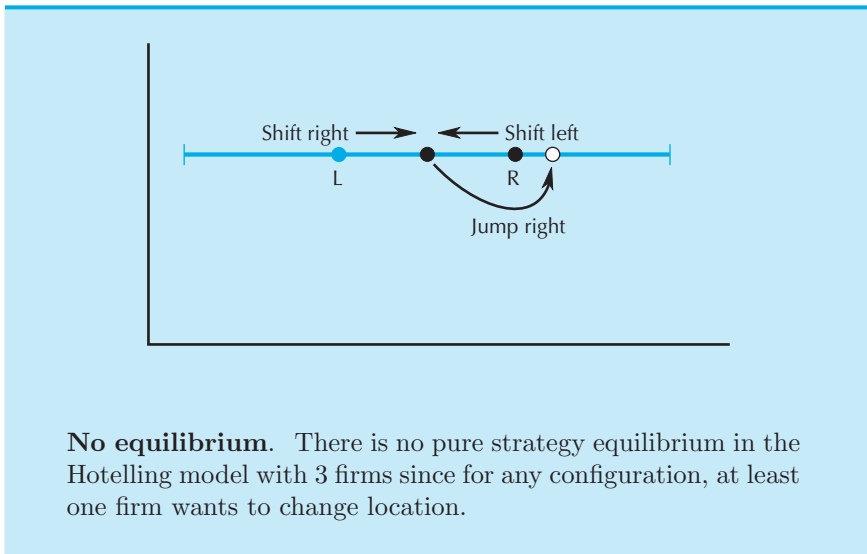 Shift right
Shift left
L
R
Jump right
No equilibrium. There is no pure strategy equilibrium in the
Hotelling model with 3 firms since for any configuration, at least
one firm wants to change location.